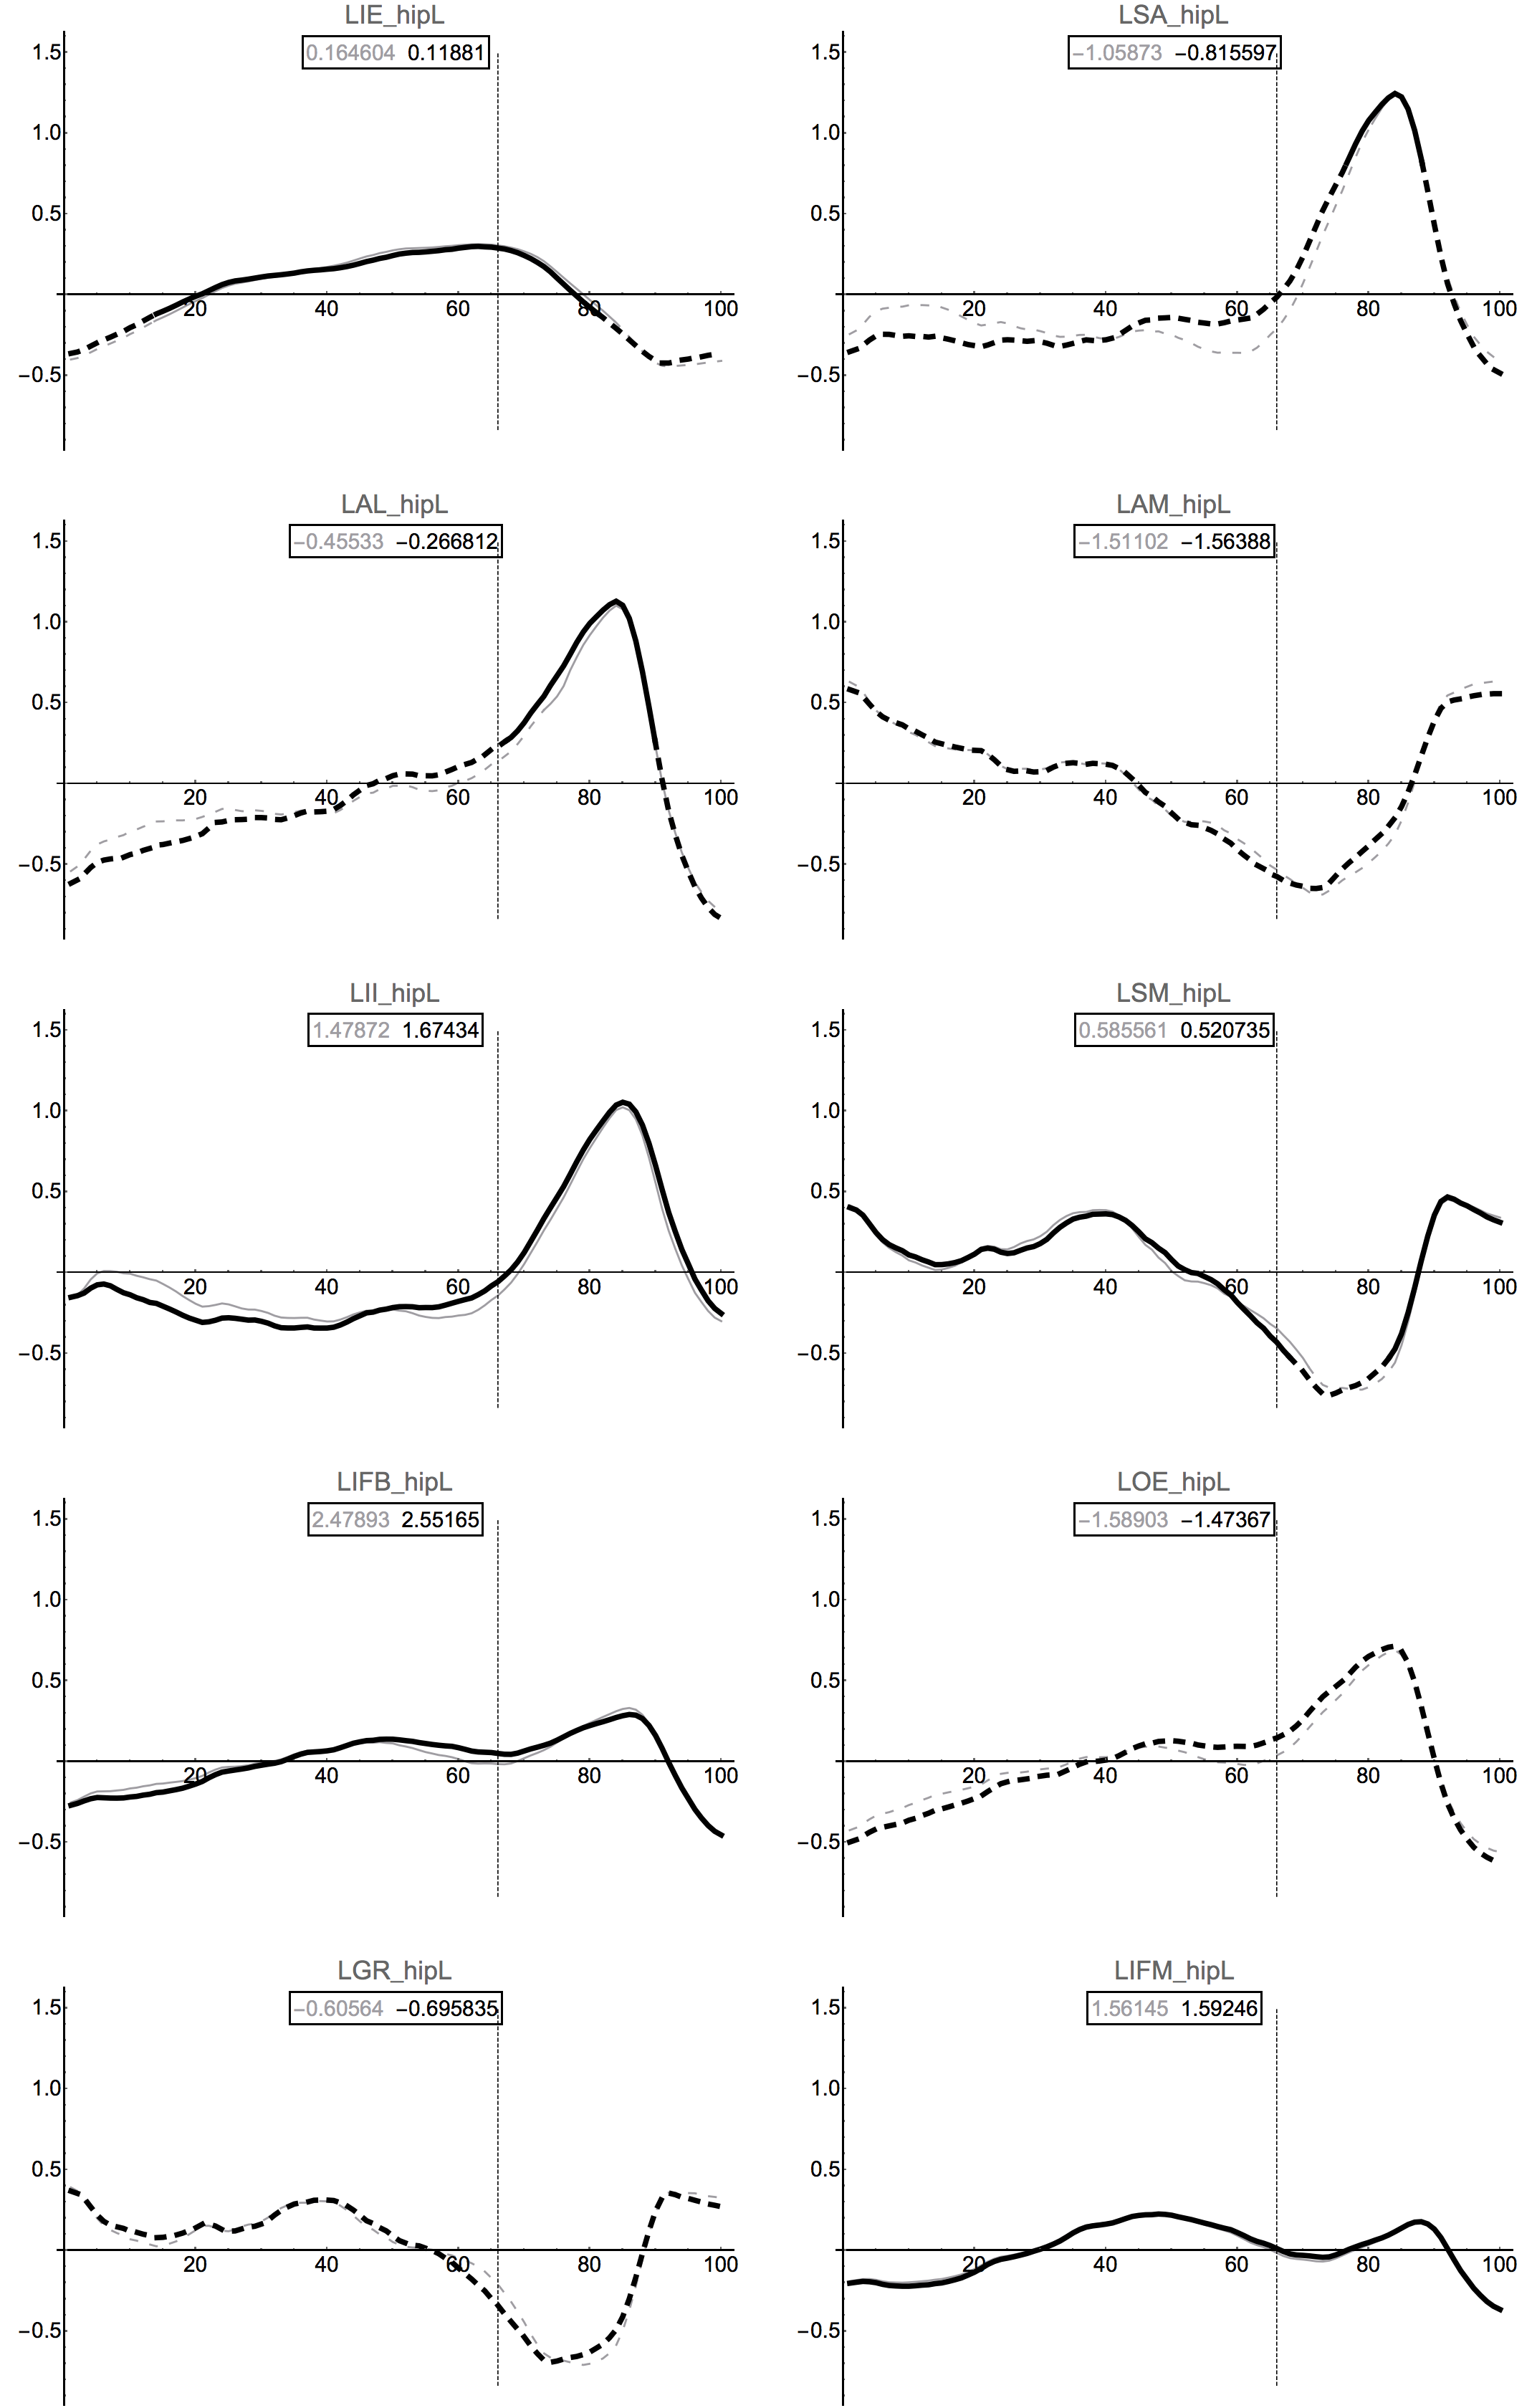 LIE_hipL LSA_hipL
0.164604 0.11881 −1.05873 −0.815597
1.5 1.5
1.0 1.0
0.5 0.5
20 40 60 80 100 20 40 60 80 100
−0.5 −0.5
LAL_hipL LAM_hipL
−0.45533 −0.266812 −1.51102 −1.56388
1.5 1.5
1.0 1.0
0.5 0.5
20 40 60 80 100 20 40 60 80 100
−0.5 −0.5
LII_hipL LSM_hipL
1.47872 1.67434 0.585561 0.520735
1.5 1.5
1.0 1.0
0.5 0.5
20 40 60 80 100 20 40 60 80 100
−0.5 −0.5
LIFB_hipL LOE_hipL
2.47893 2.55165 −1.58903 −1.47367
1.5 1.5
1.0 1.0
0.5 0.5
20 40 60 80 100 20 40 60 80 100
−0.5 −0.5
LGR_hipL LIFM_hipL
−0.60564 −0.695835 1.56145 1.59246
1.5 1.5
1.0 1.0
0.5 0.5
20 40 60 80 100 20 40 60 80 100
−0.5 −0.5